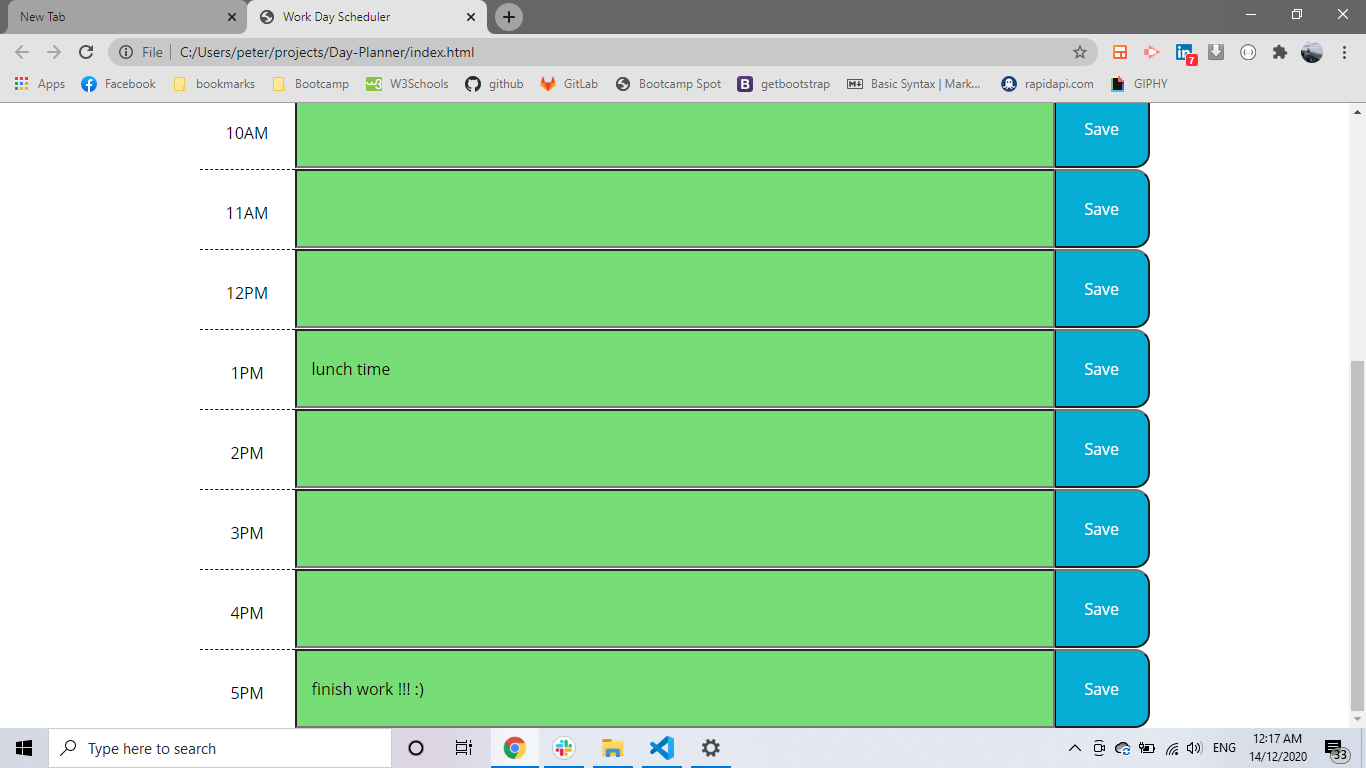 New Tab
Work Day Scheduler
File
C:/Users/peter/projects/Day-Planner/index.html
7
Apps
Facebook
bookmarks
Bootcamp
W3Schools
github
GitLab
Bootcamp Spot
B
getbootstrap
Basic Syntax | Mark...
rapidapi.com
GIPHY
10AM
Save
11AM
Save
12PM
Save
1PM
lunch time
Save
2PM
Save
3PM
Save
4PM
Save
5PM
finish work !!! :)
Save
Type here to search
ENG
12:17 AM
14/12/2020
33